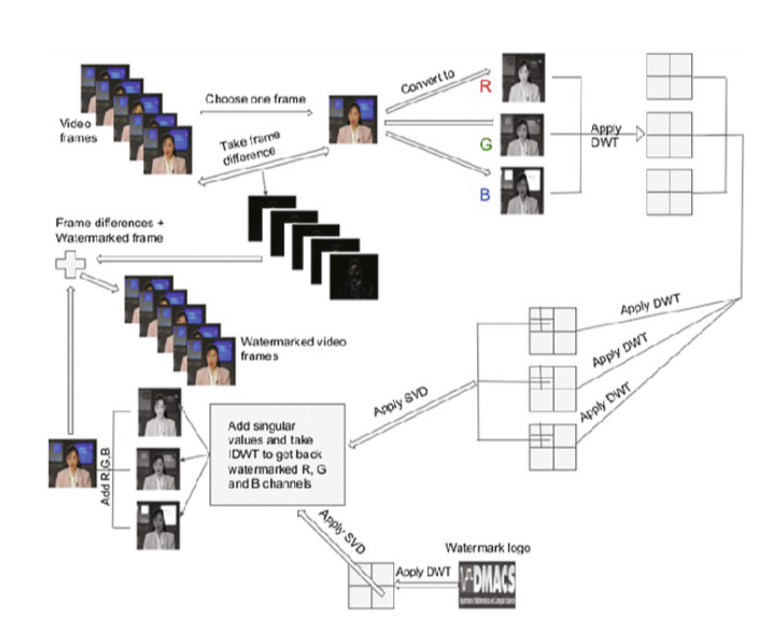 Convert to
R
Choose one frame
Video
frames
Take frame
difference
G
Apply
DWT
B
Frame differences +
Watermarked frame
Apply DWT
Apply DWT
Apply DWT
Watermarked video
frames
Apply SVD
Add singular
values and take
IDWT to get back
watermarked R, G
and B channels
Add R,G,B
Apply SVD
Watermark logo
Apply DWT
DMACS